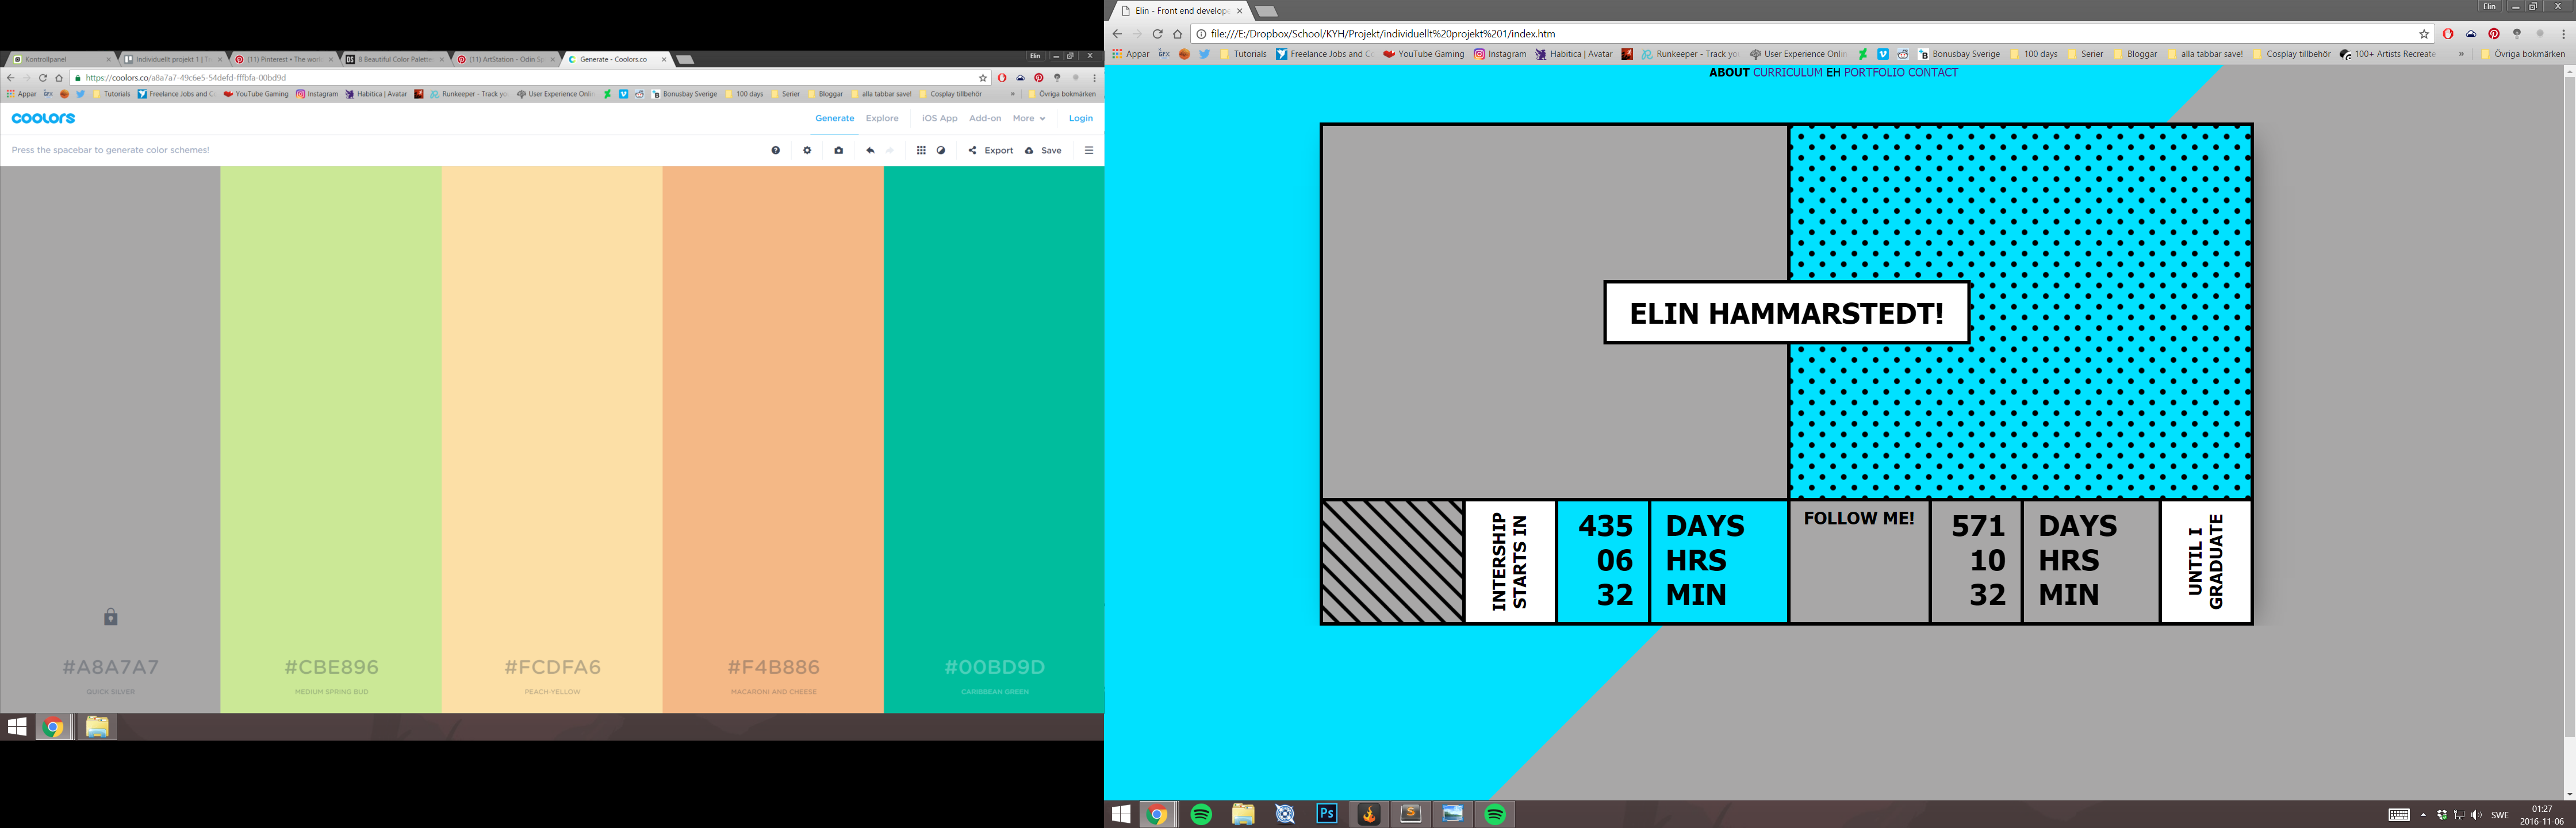 Kontrollpanel
Individuellt projekt 1 | T
(11) Pinterest • The world
8 Beautiful Color Palette
(11) ArtStation - Odin Sp
Generate - Coolors.co
Elin
https://coolors.co/a8a7a7-49c6e5-54defd-fffbfa-00bd9d
Appar
Tutorials
Freelance Jobs and C
YouTube Gaming
Instagram
Habitica | Avatar
Runkeeper - Track yo
User Experience Onlin
Bonusbay Sverige
100 days
Serier
Bloggar
alla tabbar save!
Cosplay tillbehör
»
Övriga bokmärken
COOLORS
Generate
Explore
iOS App
Add-on
More
Login
Press the spacebar to generate color schemes!
Export
Save
#A8A7A7
QUICK SILVER
#CBE896
MEDIUM SPRING BUD
#FCDFA6
PEACH-YELLOW
#F4B886
MACARONI AND CHEESE
#00BD9D
CARIBBEAN GREEN
Elin - Front end develope
Elin
file:///E:/Dropbox/School/KYH/Projekt/individuellt%20projekt%201/index.htm
Appar
GFX
Tutorials
Freelance Jobs and C
YouTube Gaming
Instagram
Habitica | Avatar
Runkeeper - Track yo
User Experience Onlin
Bonusbay Sverige
100 days
Serier
Bloggar
alla tabbar save!
Cosplay tillbehör
100+ Artists Recreate
»
Övriga bokmärken
ABOUT CURRICULUM EH PORTFOLIO CONTACT
ELIN HAMMARSTEDT!
INTERSHIP
STARTS IN
435 DAYS
06 HRS
32 MIN
FOLLOW ME!
571 DAYS
10 HRS
32 MIN
UNTIL I
GRADUATE
Ps
SWE
01:27
2016-11-06